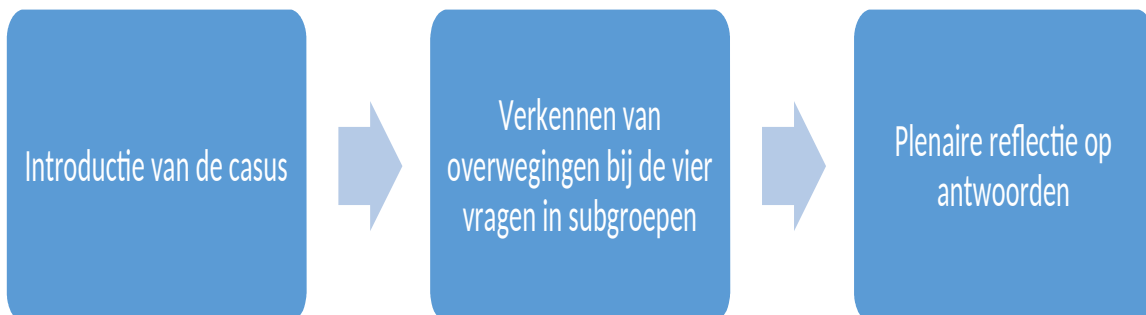 Introductie van de casus
Verkennen van
overwegingen bij de vier
vragen in subgroepen
Plenaire reflectie op
antwoorden